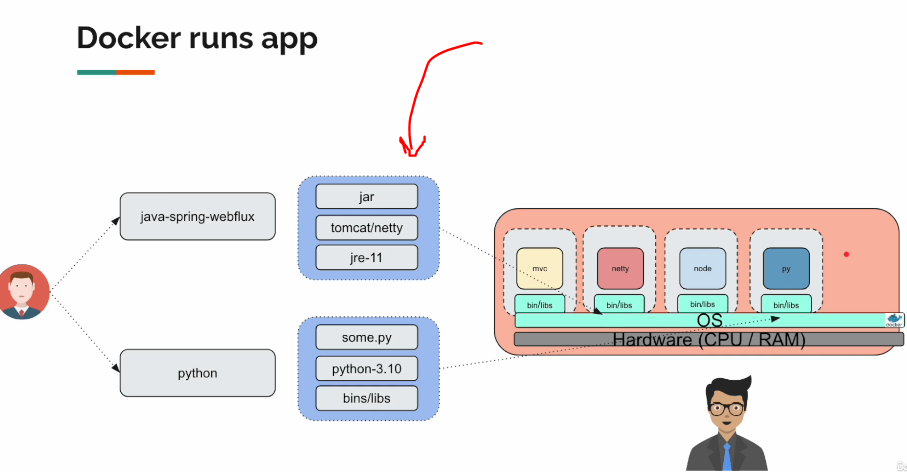 Docker runs app
java-spring-webflux
jar
tomcat/netty
jre-11
python
some.py
python-3.10
bins/libs
mvc
netty
node
py
bin/libs
bin/libs
bin/libs
bin/libs
OS
docker
Hardware (CPU / RAM)